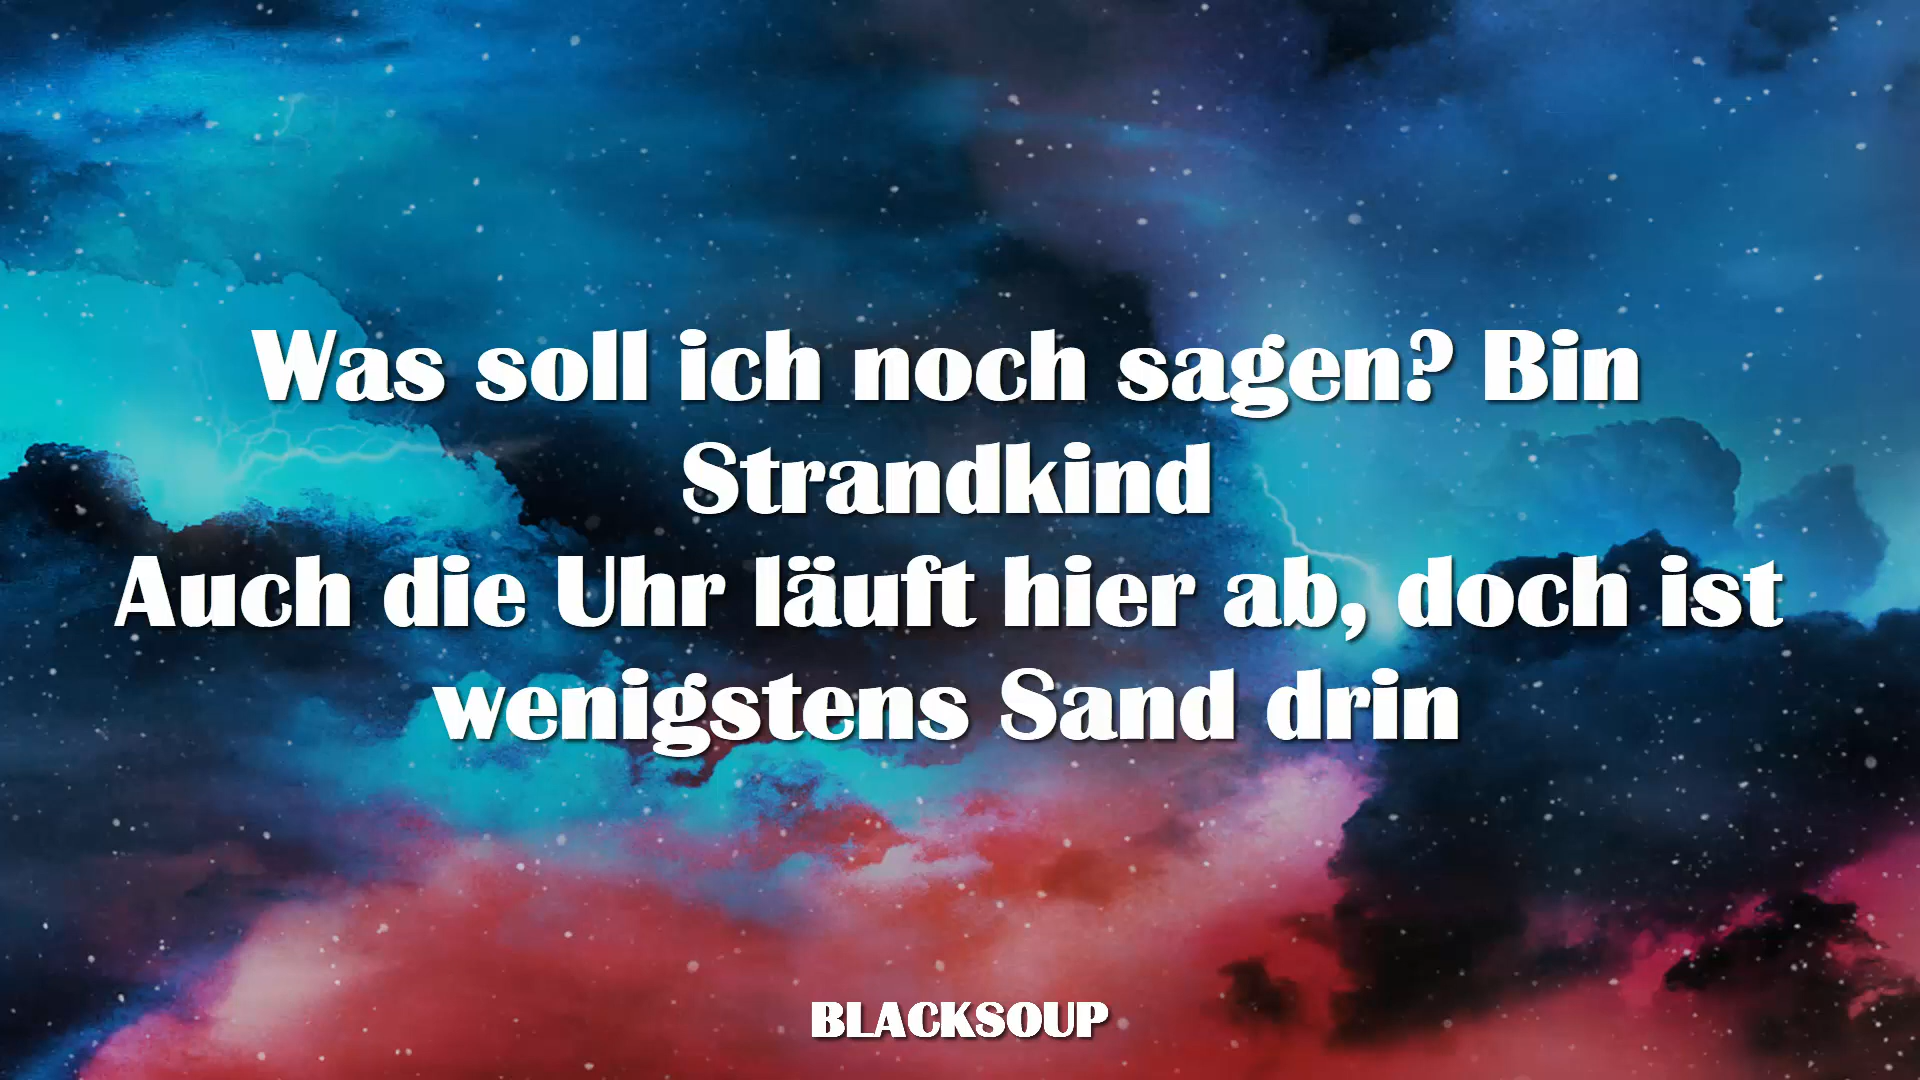 Was soll ich noch sagen? Bin
Strandkind
Auch die Uhr läuft hier ab, doch ist
wenigstens Sand drin
BLACKSOUP